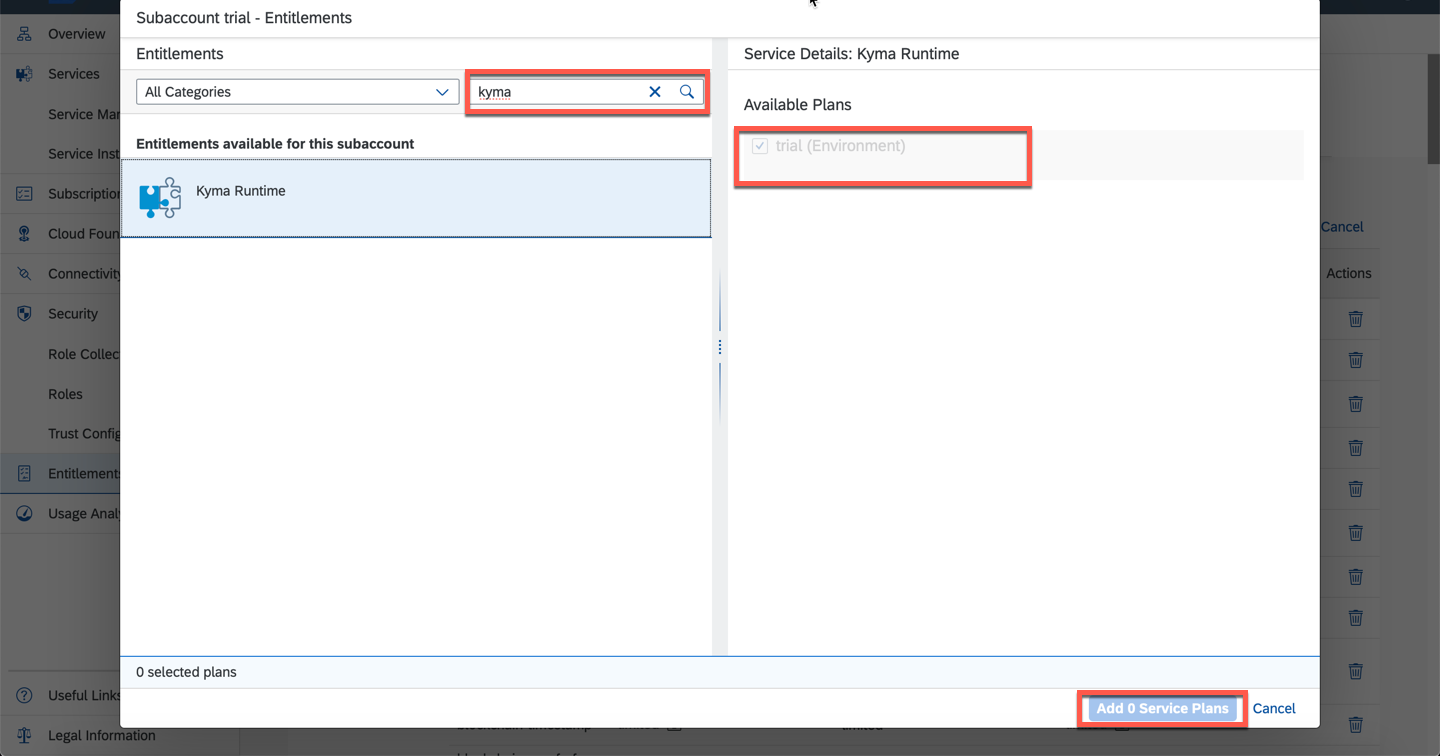 Subaccount trial - Entitlements
Overview
Services
Service Mar
Service Inst
Subscription
Cloud Foun
Connectivity
Security
Role Collec
Roles
Trust Config
Entitlements
Usage Analy
Useful Links
Legal Information
Entitlements
All Categories
kyma
Entitlements available for this subaccount
Kyma Runtime
Service Details: Kyma Runtime
Available Plans
trial (Environment)
Cancel
Actions
0 selected plans
Add 0 Service Plans
Cancel